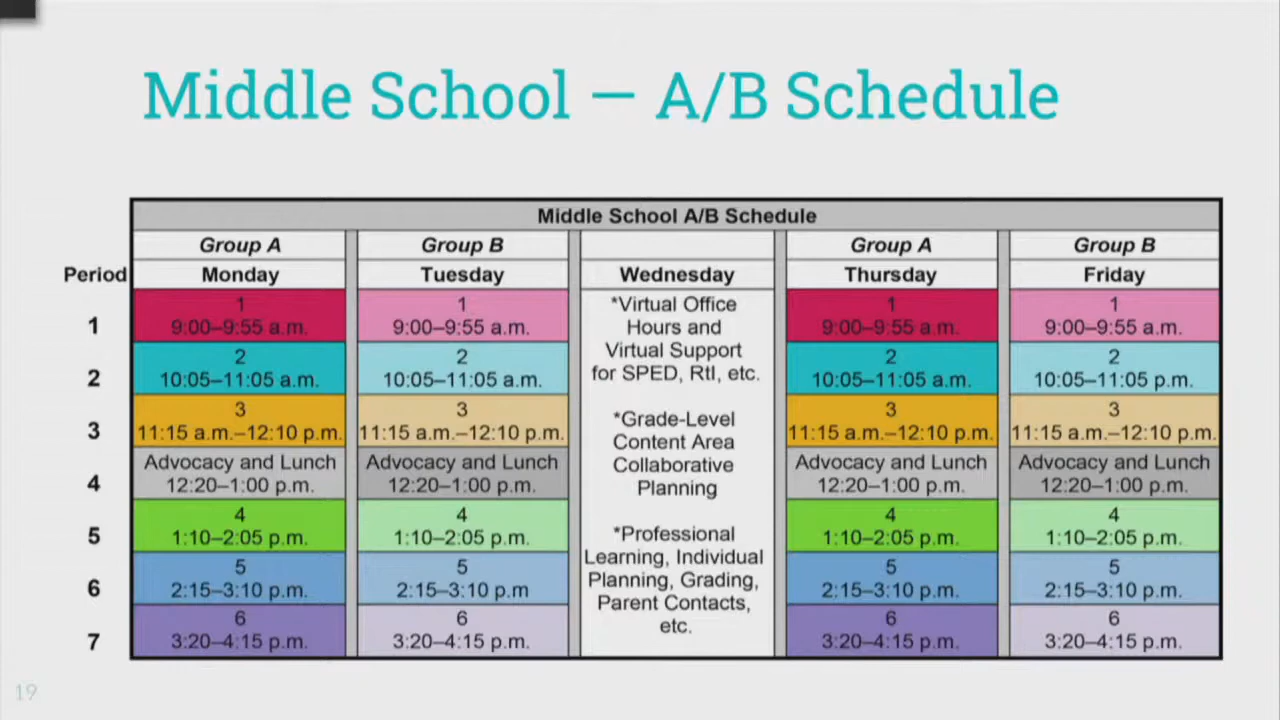 Middle School — A/B Schedule
Middle School A/B Schedule
Group A Group B Group A Group B
Period Monday Tuesday Wednesday Thursday Friday
1
1
9:00–9:55 a.m.
1
9:00–9:55 a.m.
1
9:00–9:55 a.m.
1
9:00–9:55 a.m.
2
2
10:05–11:05 a.m.
2
10:05–11:05 a.m.
2
10:05–11:05 a.m.
2
10:05–11:05 p.m.
3
3
11:15 a.m.–12:10 p.m.
3
11:15 a.m.–12:10 p.m.
3
11:15 a.m.–12:10 p.m.
3
11:15 a.m.–12:10 p.m.
4
Advocacy and Lunch
12:20–1:00 p.m.
Advocacy and Lunch
12:20–1:00 p.m.
Advocacy and Lunch
12:20–1:00 p.m.
Advocacy and Lunch
12:20–1:00 p.m.
5
4
1:10–2:05 p.m.
4
1:10–2:05 p.m.
4
1:10–2:05 p.m.
4
1:10–2:05 p.m.
6
5
2:15–3:10 p.m.
5
2:15–3:10 p.m
5
2:15–3:10 p.m.
5
2:15–3:10 p.m.
7
6
3:20–4:15 p.m.
6
3:20–4:15 p.m.
6
3:20–4:15 p.m.
6
3:20–4:15 p.m.
*Virtual Office
Hours and
Virtual Support
for SPED, RtI, etc.
*Grade-Level
Content Area
Collaborative
Planning
*Professional
Learning, Individual
Planning, Grading,
Parent Contacts,
etc.
19